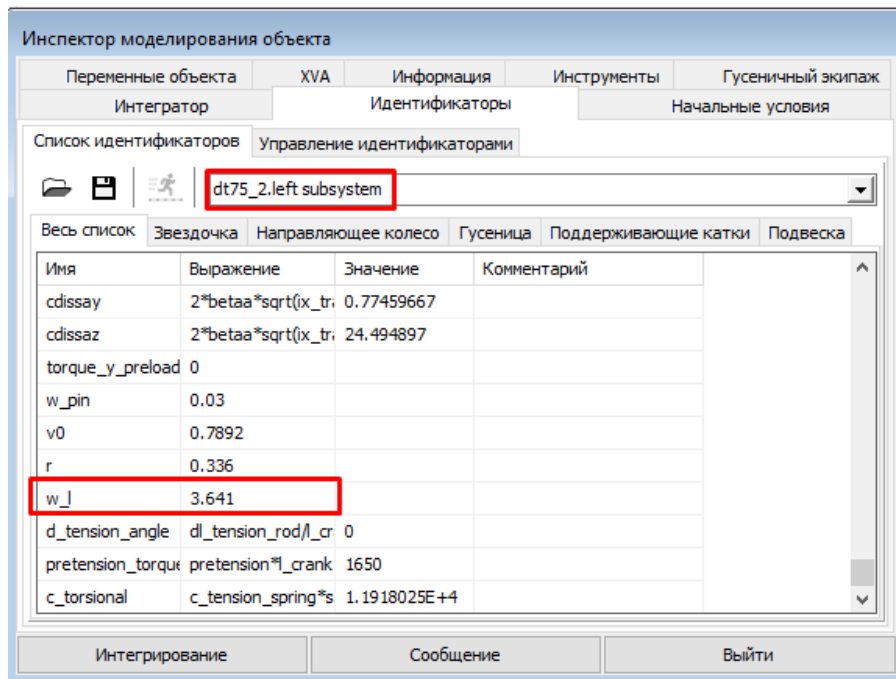 Инспектор моделирования объекта
Переменные объекта XVA Информация Инструменты Гусеничный экипаж
Интегратор Идентификаторы Начальные условия
Список идентификаторов Управление идентификаторами
dt75_2.left subsystem
Весь список Звездочка Направляющее колесо Гусеница Поддерживающие катки Подвеска
Имя Выражение Значение Комментарий
cdissay 2*betaa*sqrt(ix_tra 0.77459667
cdissaz 2*betaa*sqrt(ix_tra 24.494897
torque_y_preload 0
w_pin 0.03
v0 0.7892
r 0.336
w_l 3.641
d_tension_angle dl_tension_rod/l_cr 0
pretension_torque pretension*l_crank 1650
c_torsional c_tension_spring*s 1.1918025E+4
Интегрирование Сообщение Выйти